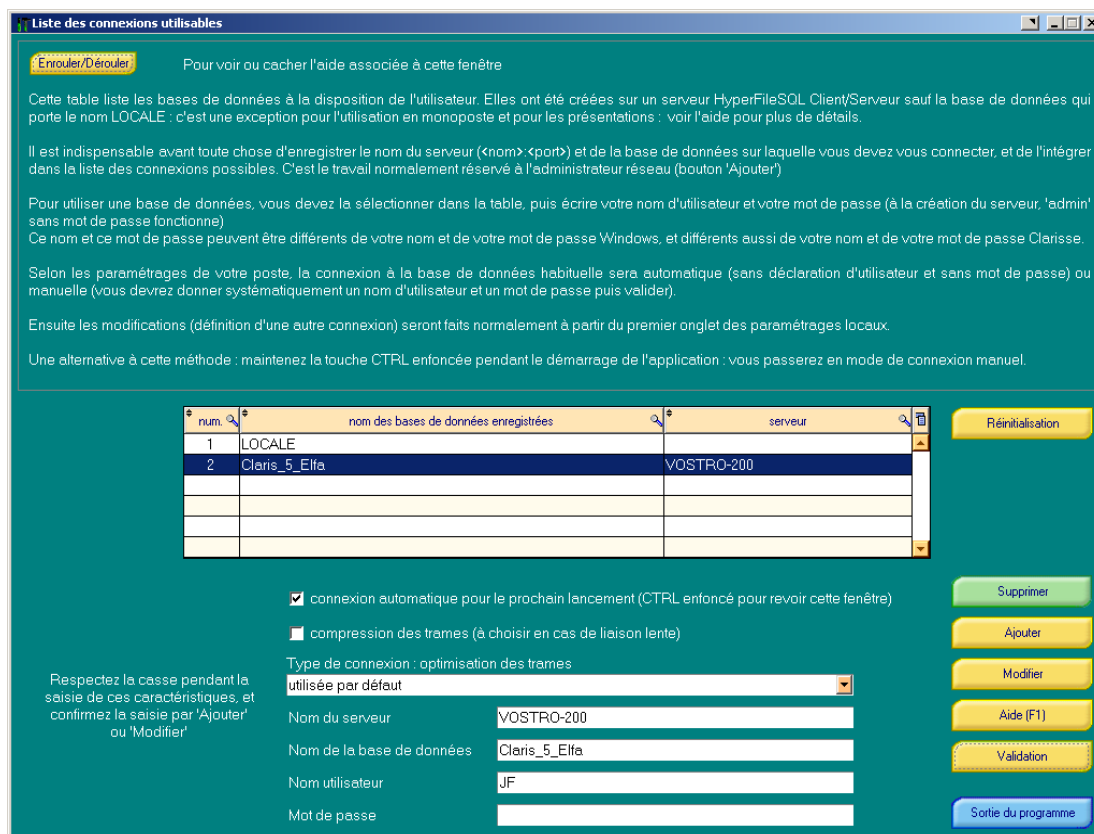 Liste des connexions utilisables
Enrouler/Dérouler
Pour voir ou cacher l'aide associée à cette fenêtre
Cette table liste les bases de données à la disposition de l'utilisateur. Elles ont été créées sur un serveur HyperFileSQL Client/Serveur sauf la base de données qui
porte le nom LOCALE : c'est une exception pour l'utilisation en monoposte et pour les présentations : voir l'aide pour plus de détails.
Il est indispensable avant toute chose d'enregistrer le nom du serveur (<nom>:<port>) et de la base de données sur laquelle vous devez vous connecter, et de l'intégrer
dans la liste des connexions possibles. C'est le travail normalement réservé à l'administrateur réseau (bouton 'Ajouter')
Pour utiliser une base de données, vous devez la sélectionner dans la table, puis écrire votre nom d'utilisateur et votre mot de passe (à la création du serveur, 'admin'
sans mot de passe fonctionne)
Ce nom et ce mot de passe peuvent être différents de votre nom et de votre mot de passe Windows, et différents aussi de votre nom et de votre mot de passe Clarisse.
Selon les paramétrages de votre poste, la connexion à la base de données habituelle sera automatique (sans déclaration d'utilisateur et sans mot de passe) ou
manuelle (vous devrez donner systématiquement un nom d'utilisateur et un mot de passe puis valider).
Ensuite les modifications (définition d'une autre connexion) seront faits normalement à partir du premier onglet des paramétrages locaux.
Une alternative à cette méthode : maintenez la touche CTRL enfoncée pendant le démarrage de l'application : vous passerez en mode de connexion manuel.
num. nom des bases de données enregistrées serveur
1 LOCALE
2 Claris_5_Elfa VOSTRO-200
Réinitialisation
connexion automatique pour le prochain lancement (CTRL enfoncé pour revoir cette fenêtre)
compression des trames (à choisir en cas de liaison lente)
Type de connexion : optimisation des trames
utilisée par défaut
Respectez la casse pendant la
saisie de ces caractéristiques, et
confirmez la saisie par 'Ajouter'
ou 'Modifier'
Nom du serveur VOSTRO-200
Nom de la base de données Claris_5_Elfa
Nom utilisateur JF
Mot de passe
Supprimer
Ajouter
Modifier
Aide (F1)
Validation
Sortie du programme